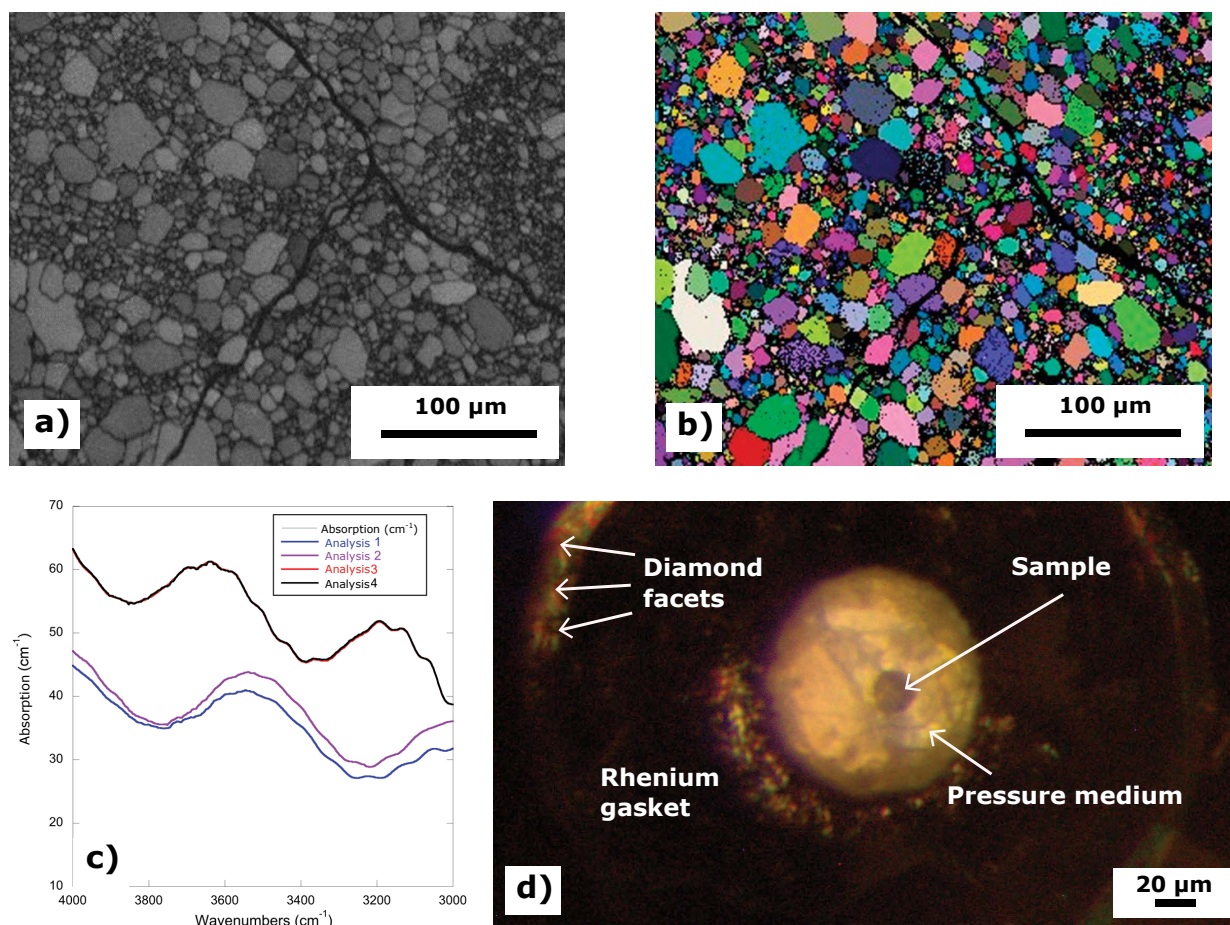 a)
100 µm
b)
100 µm
70
60
50
40
30
20
10
Absorption (cm-1)
Absorption (cm-1)
Analysis 1
Analysis 2
Analysis3
Analysis4
c)
4000 3800 3600 3400 3200 3000
Wavenumbers (cm-1)
Diamond
facets
Sample
Rhenium
gasket
Pressure medium
d)
20 µm